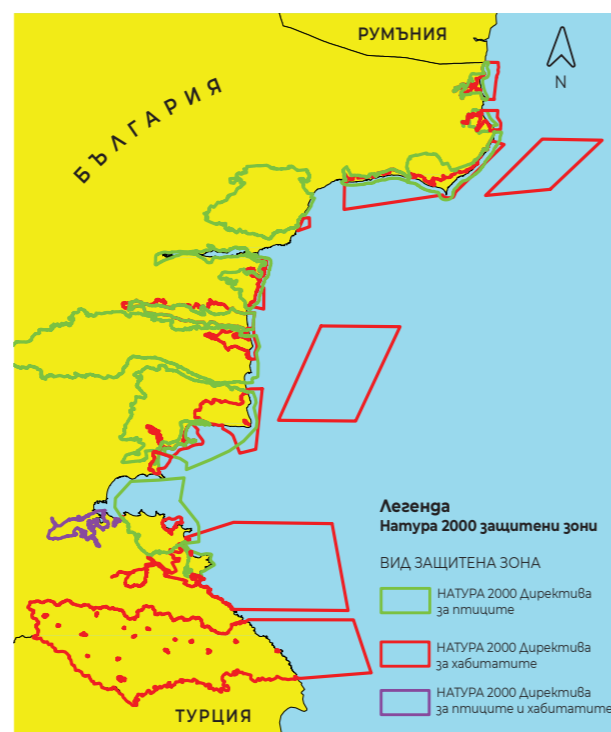 РУМЪНИЯ
N
БЪЛГАРИЯ
Легенда
Натура 2000 защитени зони
ВИД ЗАЩИТЕНА ЗОНА
НАТУРА 2000 Директива
за птиците
НАТУРА 2000 Директива
за хабитатите
НАТУРА 2000 Директива
за птиците и хабитатите
ТУРЦИЯ